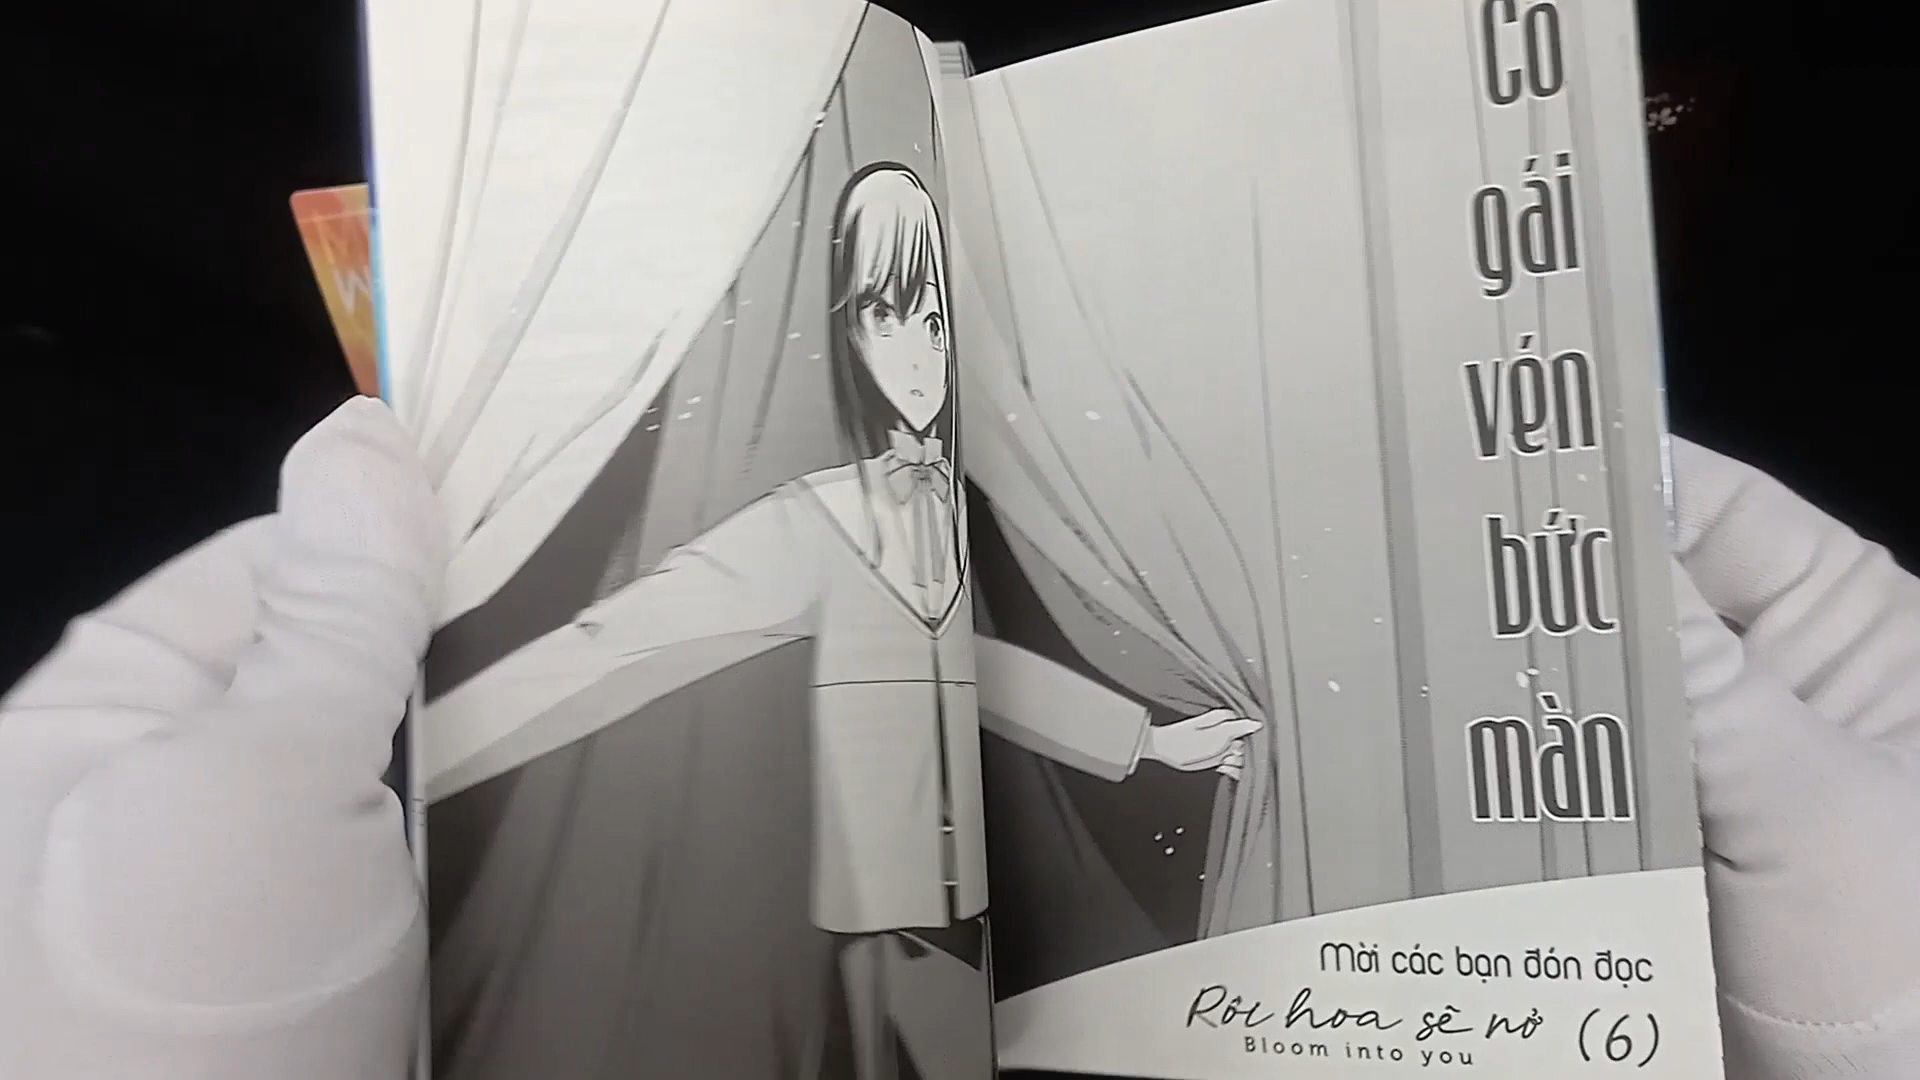 Cô
gái
vén
bức
màn
Mời các bạn đón đọc
Rồi hoa sẽ nở (6)
Bloom into you